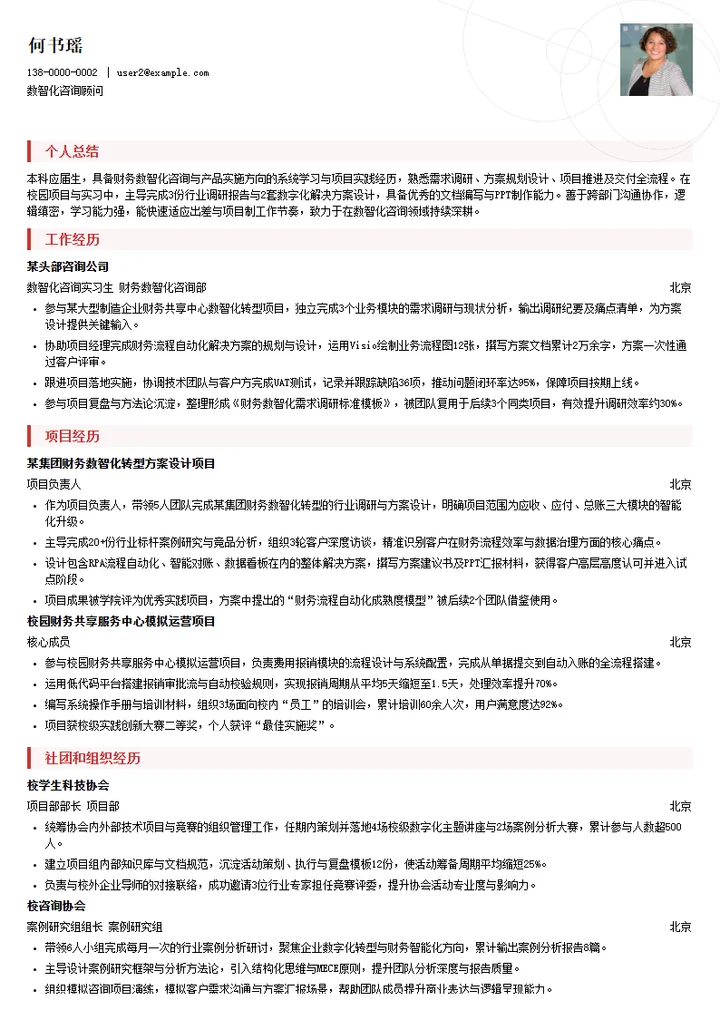 何书瑶
138-0000-0002 | user2@example.com
数智化咨询顾问
个人总结
本科应届生，具备财务数智化咨询与产品实施方向的系统学习与项目实践经历，熟悉需求调研、方案规划设计、项目推进及交付全流程。在
校园项目与实习中，主导完成3份行业调研报告与2套数字化解决方案设计，具备优秀的文档编写与PPT制作能力。善于跨部门沟通协作，逻
辑缜密，学习能力强，能快速适应出差与项目制工作节奏，致力于在数智化咨询领域持续深耕。
工作经历
某头部咨询公司
数智化咨询实习生 财务数智化咨询部 北京
• 参与某大型制造企业财务共享中心数智化转型项目，独立完成3个业务模块的需求调研与现状分析，输出调研纪要及痛点清单，为方案
设计提供关键输入。
• 协助项目经理完成财务流程自动化解决方案的规划与设计，运用Visio绘制业务流程图12张，撰写方案文档累计2万余字，方案一次性通
过客户评审。
• 跟进项目落地实施，协调技术团队与客户方完成UAT测试，记录并跟踪缺陷36项，推动问题闭环率达95%，保障项目按期上线。
• 参与项目复盘与方法论沉淀，整理形成《财务数智化需求调研标准模板》，被团队复用于后续3个同类项目，有效提升调研效率约30%。
项目经历
某集团财务数智化转型方案设计项目
项目负责人 北京
• 作为项目负责人，带领5人团队完成某集团财务数智化转型的行业调研与方案设计，明确项目范围为应收、应付、总账三大模块的智能
化升级。
• 主导完成20+份行业标杆案例研究与竞品分析，组织3轮客户深度访谈，精准识别客户在财务流程效率与数据治理方面的核心痛点。
• 设计包含RPA流程自动化、智能对账、数据看板在内的整体解决方案，撰写方案建议书及PPT汇报材料，获得客户高层高度认可并进入试
点阶段。
• 项目成果被学院评为优秀实践项目，方案中提出的“财务流程自动化成熟度模型”被后续2个团队借鉴使用。
校园财务共享服务中心模拟运营项目
核心成员 北京
• 参与校园财务共享服务中心模拟运营项目，负责费用报销模块的流程设计与系统配置，完成从单据提交到自动入账的全流程搭建。
• 运用低代码平台搭建报销审批流与自动校验规则，实现报销周期从平均5天缩短至1.5天，处理效率提升70%。
• 编写系统操作手册与培训材料，组织3场面向校内“员工”的培训会，累计培训60余人次，用户满意度达92%。
• 项目获校级实践创新大赛二等奖，个人获评“最佳实施奖”。
社团和组织经历
校学生科技协会
项目部部长 项目部 北京
• 统筹协会内外部技术项目与竞赛的组织管理工作，任期内策划并落地4场校级数字化主题讲座与2场案例分析大赛，累计参与人数超500
人。
• 建立项目组内部知识库与文档规范，沉淀活动策划、执行与复盘模板12份，使活动筹备周期平均缩短25%。
• 负责与校外企业导师的对接联络，成功邀请3位行业专家担任竞赛评委，提升协会活动专业度与影响力。
校咨询协会
案例研究组组长 案例研究组 北京
• 带领6人小组完成每月一次的行业案例分析研讨，聚焦企业数字化转型与财务智能化方向，累计输出案例分析报告8篇。
• 主导设计案例研究框架与分析方法论，引入结构化思维与MECE原则，提升团队分析深度与报告质量。
• 组织模拟咨询项目演练，模拟客户需求沟通与方案汇报场景，帮助团队成员提升商业表达与逻辑呈现能力。